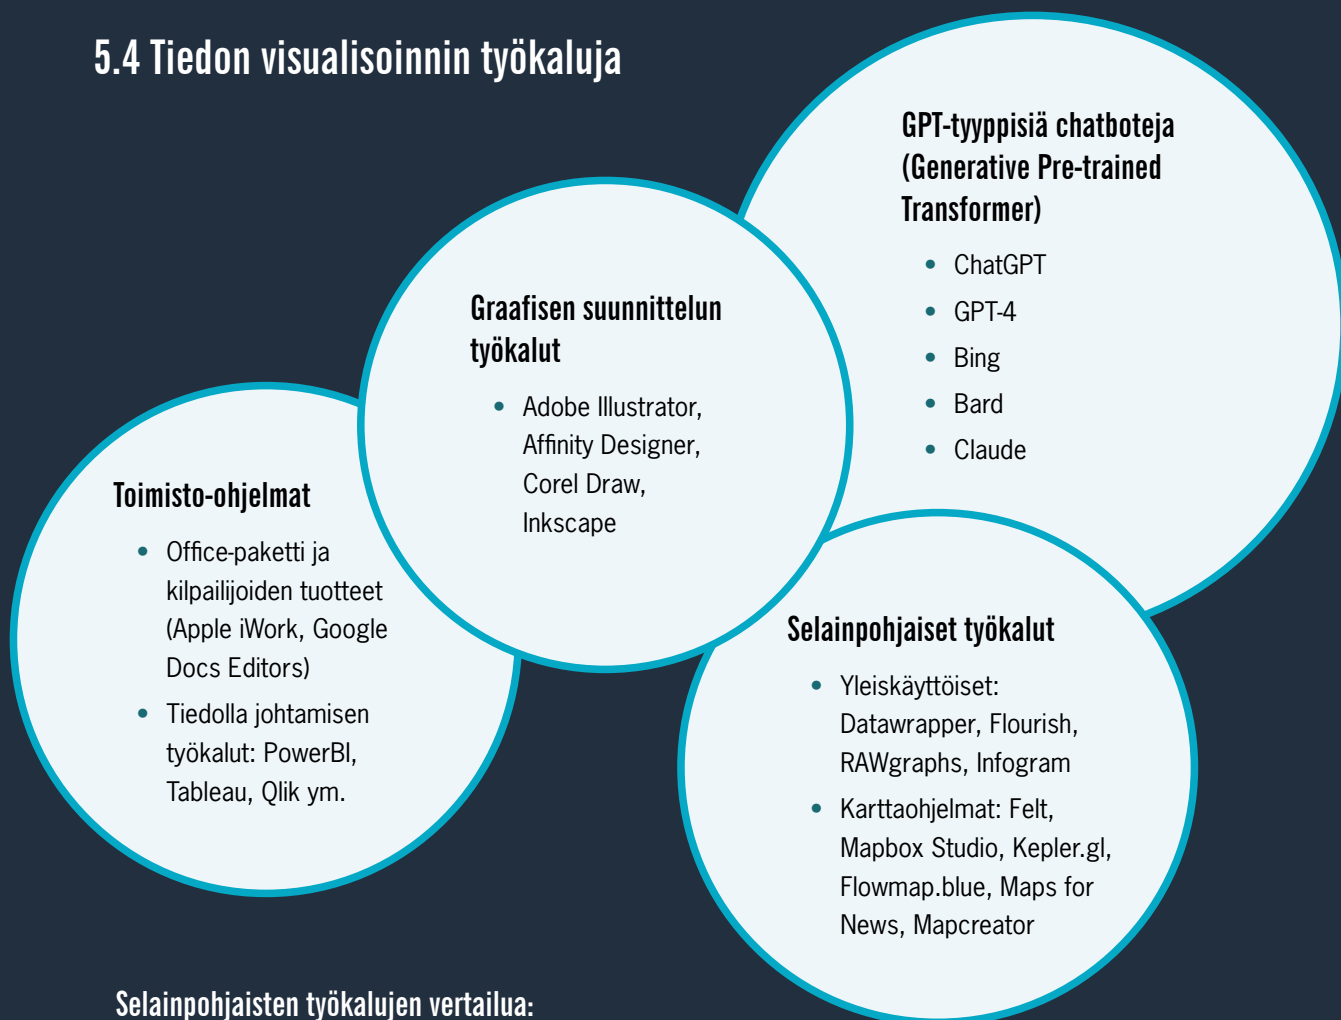 5.4 Tiedon visualisoinnin työkaluja
GPT-tyyppisiä chatboteja
(Generative Pre-trained
Transformer)
• ChatGPT
• GPT-4
• Bing
• Bard
• Claude
Graafisen suunnittelun
työkalut
• Adobe Illustrator,
Affinity Designer,
Corel Draw,
Inkscape
Toimisto-ohjelmat
• Office-paketti ja
kilpailijoiden tuotteet
(Apple iWork, Google
Docs Editors)
• Tiedolla johtamisen
työkalut: PowerBI,
Tableau, Qlik ym.
Selainpohjaiset työkalut
• Yleiskäyttöiset:
Datawrapper, Flourish,
RAWgraphs, Infogram
• Karttaohjelmat: Felt,
Mapbox Studio, Kepler.gl,
Flowmap.blue, Maps for
News, Mapcreator
Selainpohjaisten työkalujen vertailua: